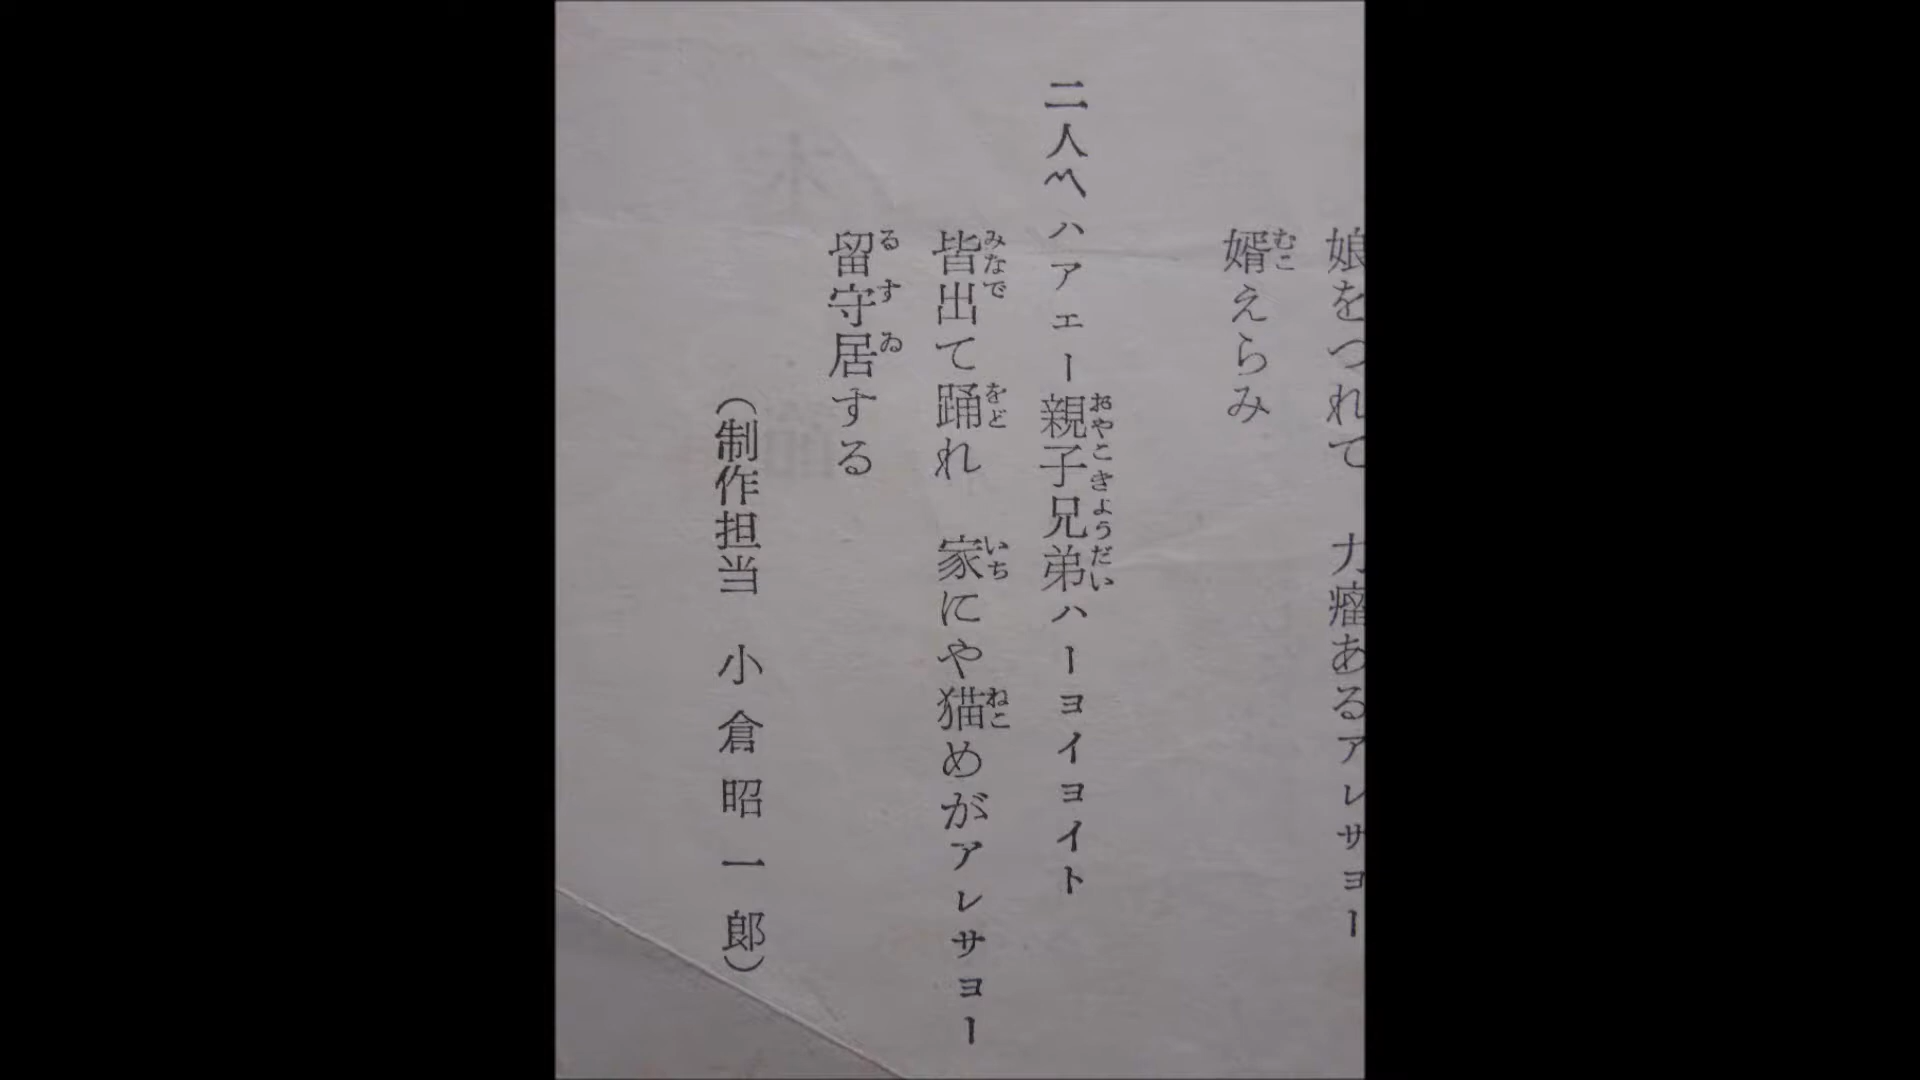 娘をつれて　力瘤あるアレサヨー
婿えらみ
二人〽ハアエー親子兄弟ハーヨイヨイト
皆出て踊れ　家にや猫めがアレサヨー
留守居する
（制作担当　小倉昭一郎）